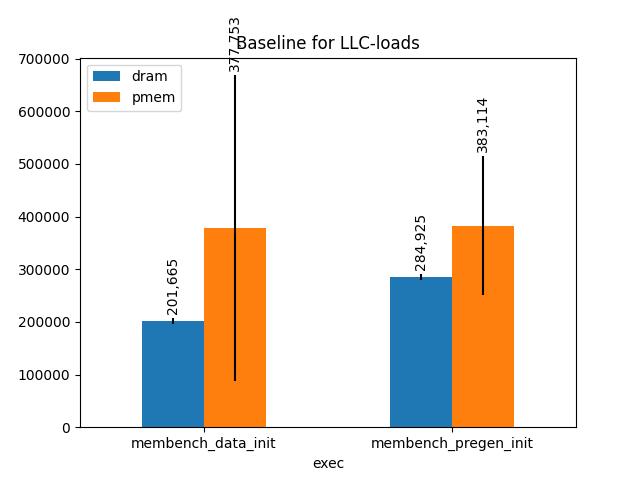 Baseline for LLC-loads
377,753
700000
600000
500000
400000
300000
200000
100000
0
dram
pmem
201,665
284,925
383,114
membench_data_init
membench_pregen_init
exec